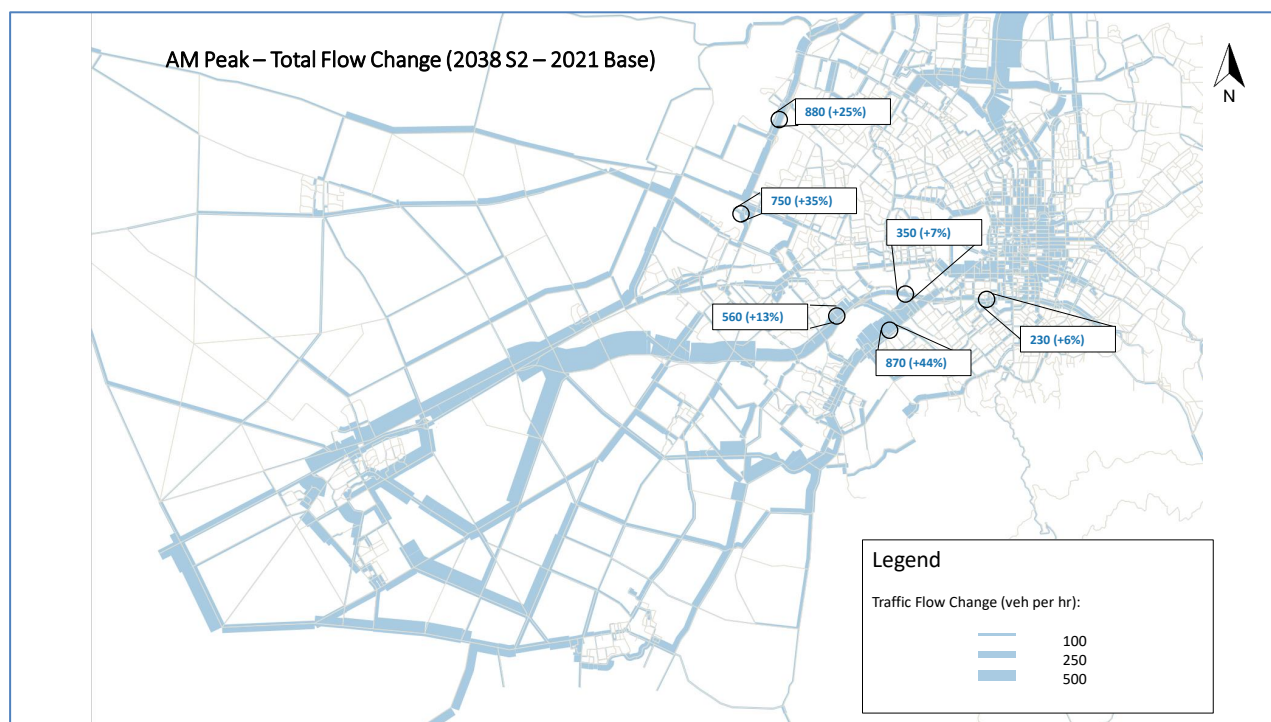 AM Peak – Total Flow Change (2038 S2 – 2021 Base)
N
880 (+25%)
750 (+35%)
350 (+7%)
560 (+13%)
230 (+6%)
870 (+44%)
Legend
Traffic Flow Change (veh per hr):
100
250
500